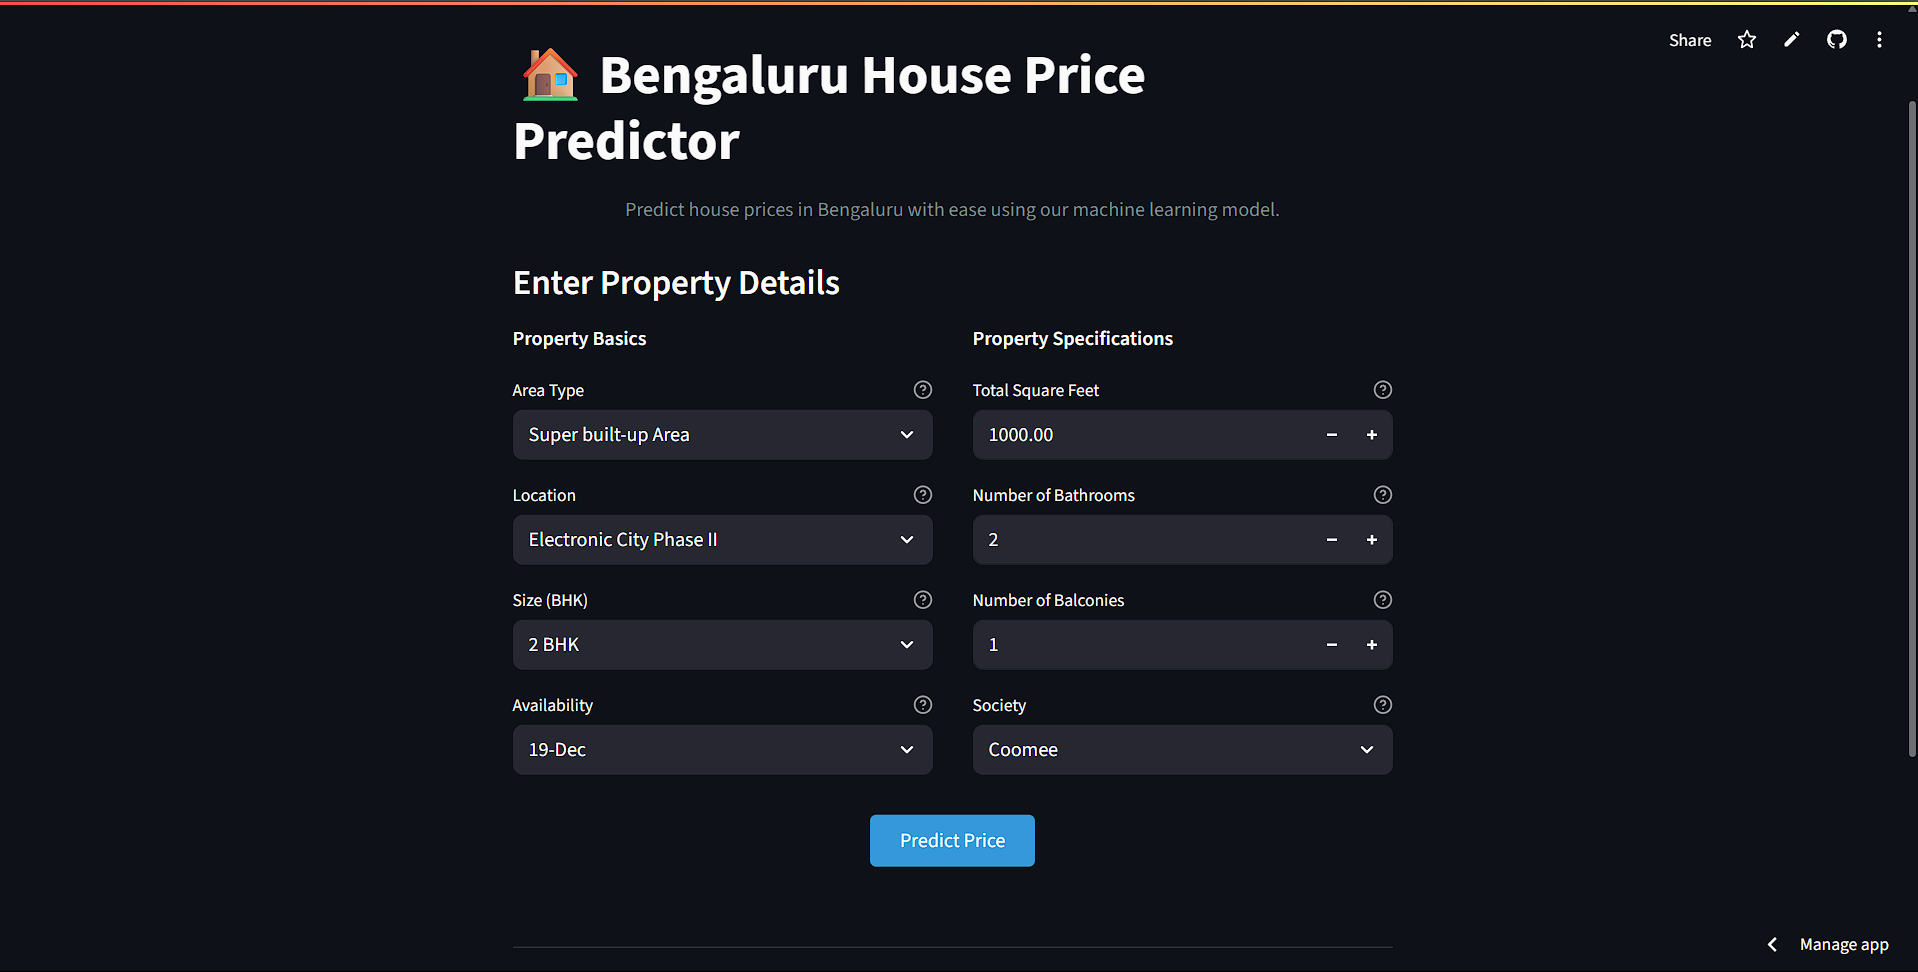 Share
Bengaluru House Price
Predictor
Predict house prices in Bengaluru with ease using our machine learning model.
Enter Property Details
Property Basics
Area Type
Super built-up Area
Location
Electronic City Phase II
Size (BHK)
2 BHK
Availability
19-Dec
Property Specifications
Total Square Feet
1000.00
Number of Bathrooms
2
Number of Balconies
1
Society
Coomee
Predict Price
Manage app